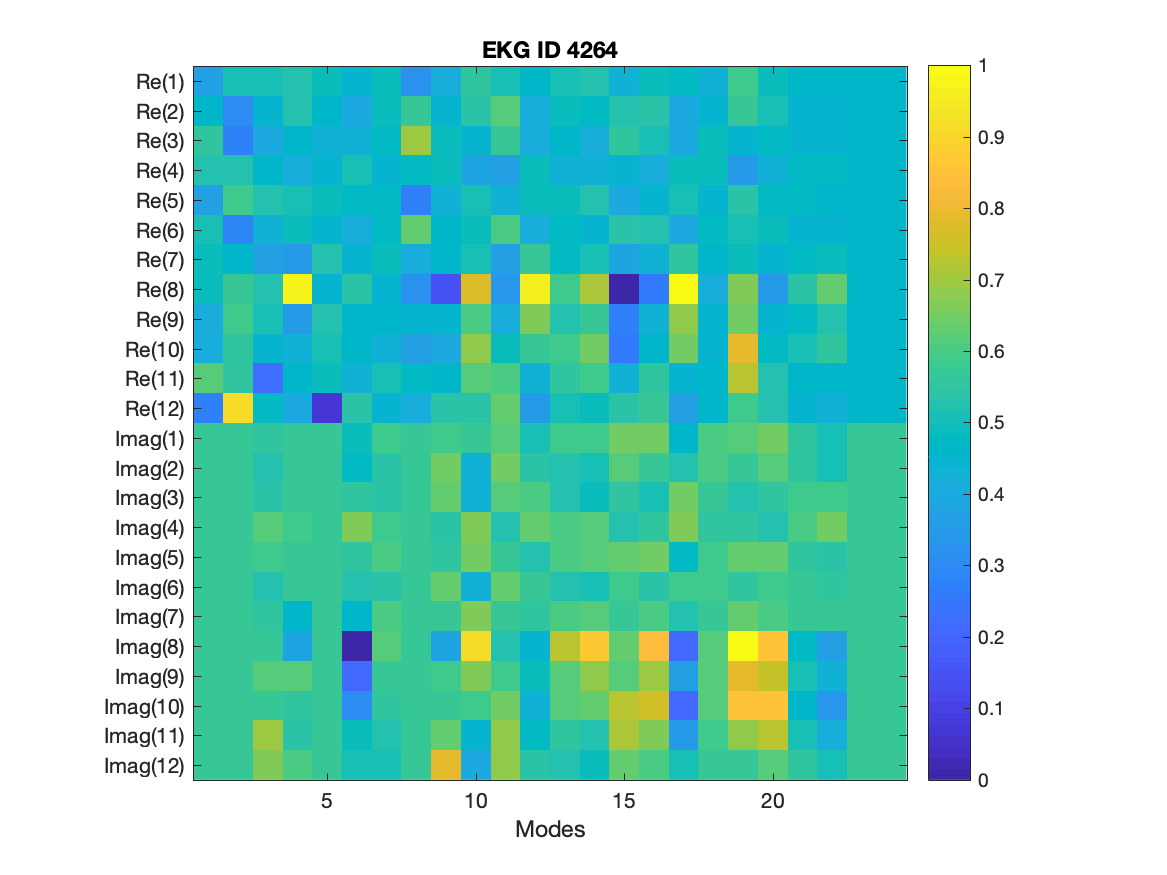 EKG ID 4264
Re(1)
Re(2)
Re(3)
Re(4)
Re(5)
Re(6)
Re(7)
Re(8)
Re(9)
Re(10)
Re(11)
Re(12)
Imag(1)
Imag(2)
Imag(3)
Imag(4)
Imag(5)
Imag(6)
Imag(7)
Imag(8)
Imag(9)
Imag(10)
Imag(11)
Imag(12)
5 10 15 20
Modes
1
0.9
0.8
0.7
0.6
0.5
0.4
0.3
0.2
0.1
0